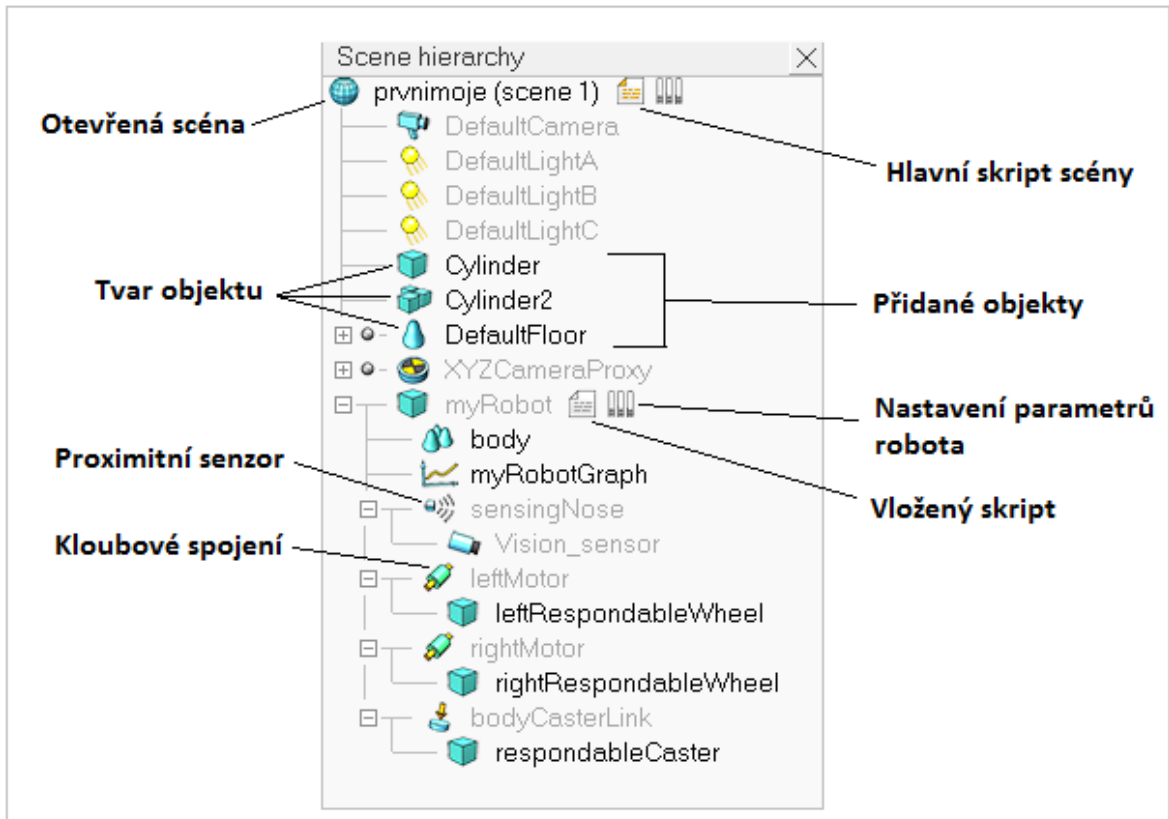 Scene hierarchy
prvnimoje (scene 1)
Otevřená scéna
DefaultCamera
DefaultLightA
Hlavní skript scény
DefaultLightB
DefaultLightC
Cylinder
Tvar objektu
Cylinder2
Přidané objekty
DefaultFloor
XYZCameraProxy
myRobot
Nastavení parametrů
robota
body
Proximitní senzor
myRobotGraph
sensingNose
Vložený skript
Vision_sensor
Kloubové spojení
leftMotor
leftRespondableWheel
rightMotor
rightRespondableWheel
bodyCasterLink
respondableCaster